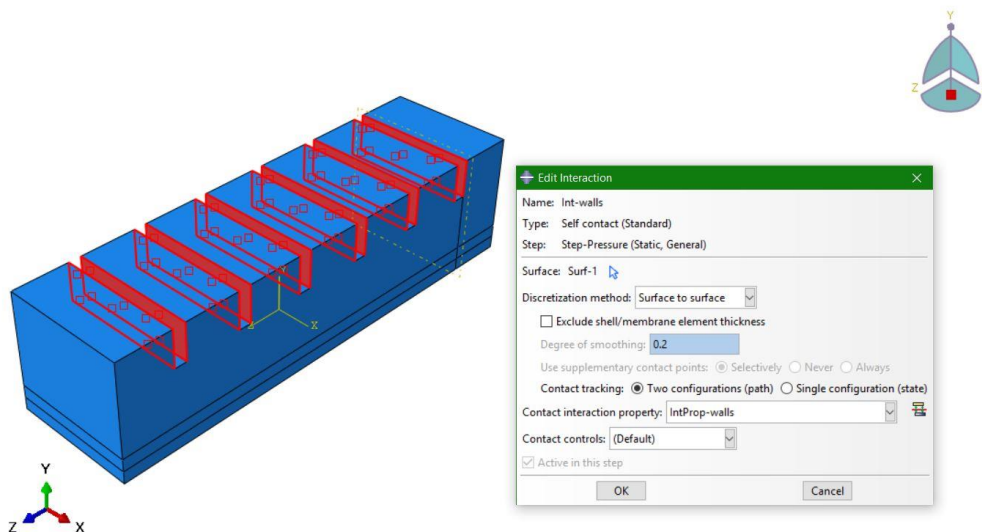 Y
Z
Y
Z
X
Y
Z
X
Edit Interaction
Name: Int-walls
Type: Self contact (Standard)
Step: Step-Pressure (Static, General)
Surface: Surf-1
Discretization method: Surface to surface
Exclude shell/membrane element thickness
Degree of smoothing: 0.2
Use supplementary contact points: Selectively Never Always
Contact tracking: Two configurations (path) Single configuration (state)
Contact interaction property: IntProp-walls
Contact controls: (Default)
Active in this step
OK Cancel